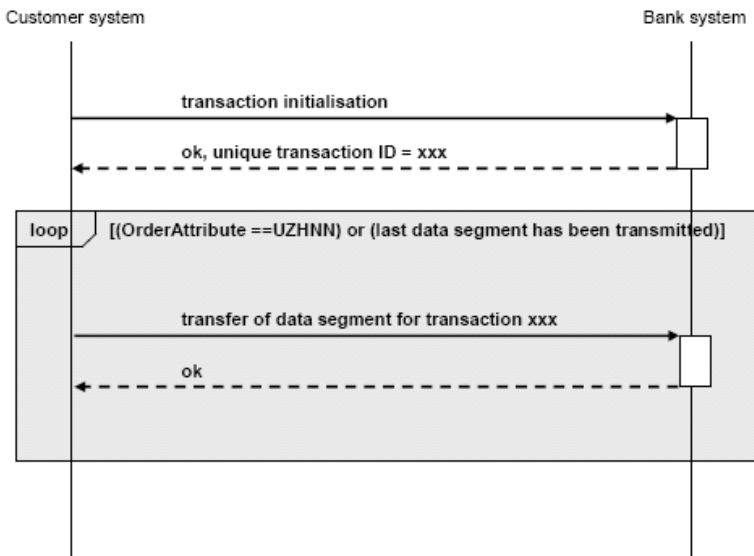 Customer system
Bank system
transaction initialisation
ok, unique transaction ID = xxx
loop
[(OrderAttribute ==UZHNN) or (last data segment has been transmitted)]
transfer of data segment for transaction xxx
ok